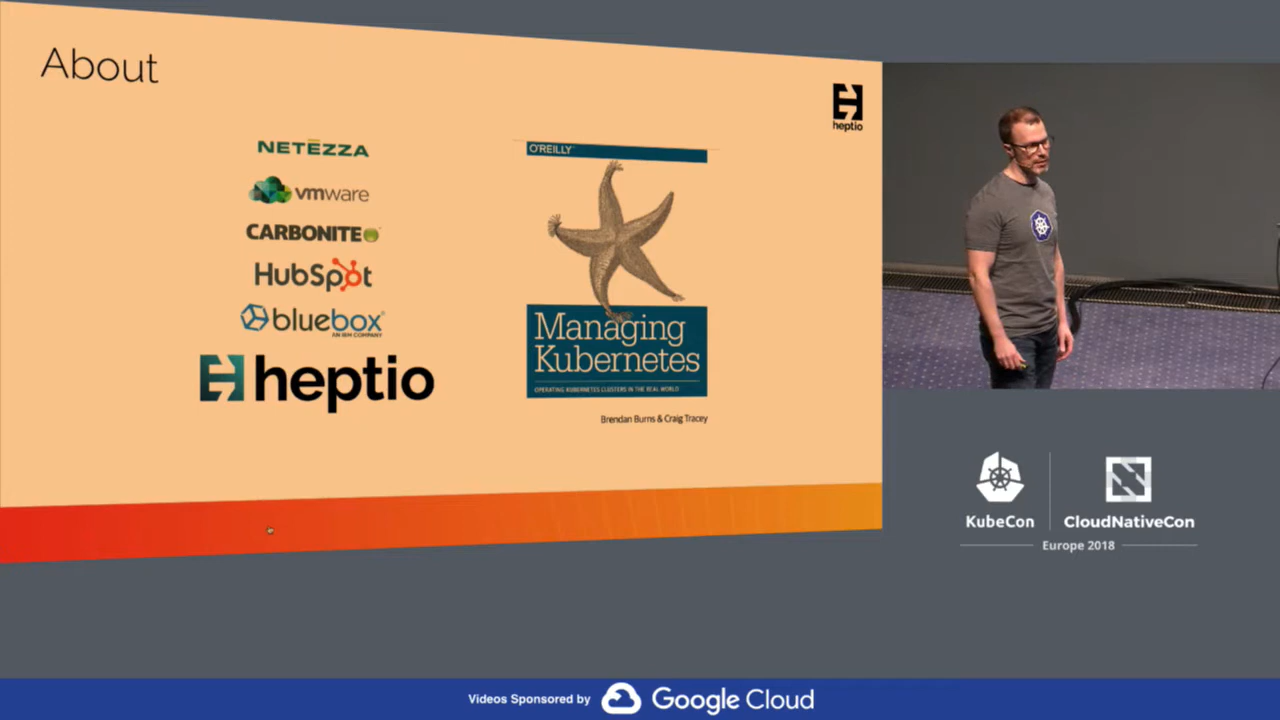 About
heptio
NETEZZA
vmware
CARBONITE
HubSpot
bluebox
AN IBM COMPANY
heptio
O'REILLY
Managing
Kubernetes
OPERATING KUBERNETES CLUSTERS IN THE REAL WORLD
Brendan Burns & Craig Tracey
KubeCon
CloudNativeCon
Europe 2018
Videos Sponsored by Google Cloud